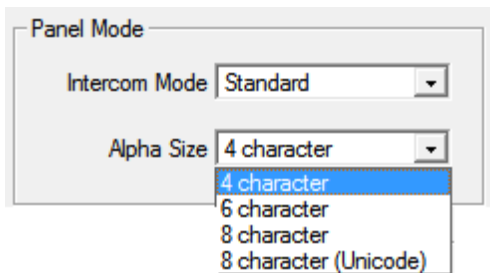 Panel Mode
Intercom Mode Standard
Alpha Size 4 character
4 character
6 character
8 character
8 character (Unicode)